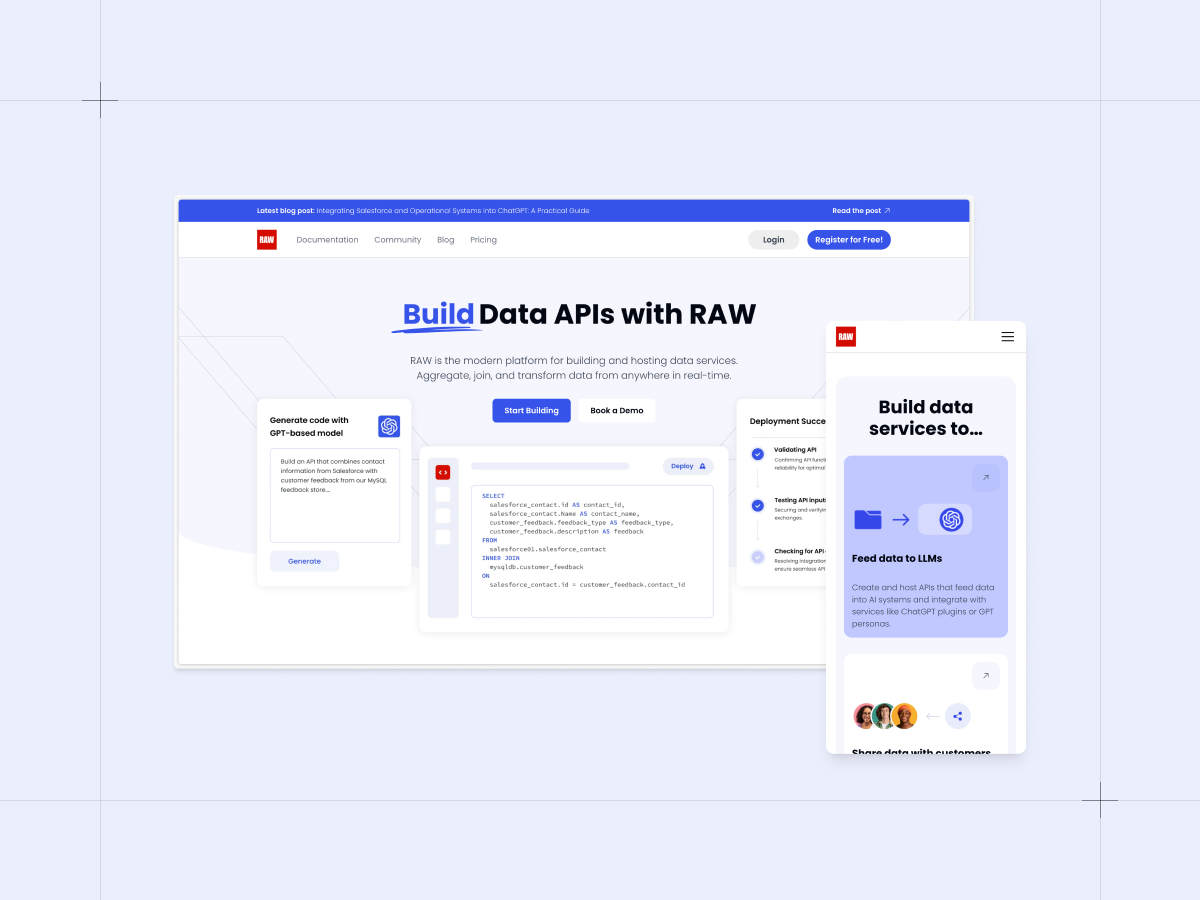 Latest blog post: Integrating Salesforce and Operational Systems into ChatGPT: A Practical Guide
Read the post
RAW
Documentation
Community
Blog
Pricing
Login
Register for Free!
Build Data APIs with RAW
RAW is the modern platform for building and hosting data services.
Aggregate, join, and transform data from anywhere in real-time.
Start Building
Book a Demo
Generate code with
GPT-based model
Build an API that combines contact
information from Salesforce with
customer feedback from our MySQL
feedback store...
Generate
Deploy
SELECT
salesforce_contact.id AS contact_id,
salesforce_contact.Name AS contact_name,
customer_feedback.feedback_type AS feedback_type,
customer_feedback.description AS feedback
FROM
salesforce01.salesforce_contact
INNER JOIN
mysqldb.customer_feedback
ON
salesforce_contact.id = customer_feedback.contact_id
Deployment Succe
Validating API
Confirming API functi
reliability for optimal
Testing API inputs
Securing and verifyin
exchanges.
Checking for API
Resolving integration
ensure seamless API
RAW
Build data
services to...
Feed data to LLMs
Create and host APIs that feed data
into AI systems and integrate with
services like ChatGPT plugins or GPT
personas.
Share data with customers